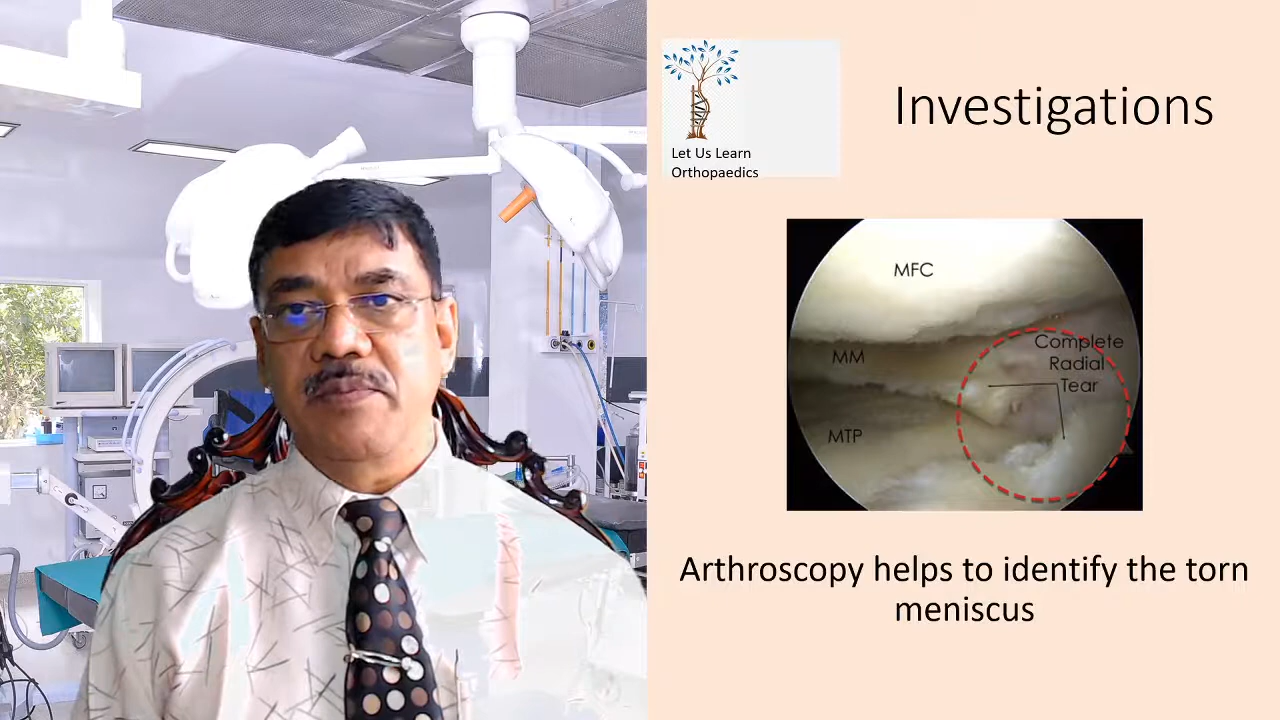 Let Us Learn
Orthopaedics
Investigations
MFC
MM
MTP
Complete
Radial
Tear
Arthroscopy helps to identify the torn
meniscus